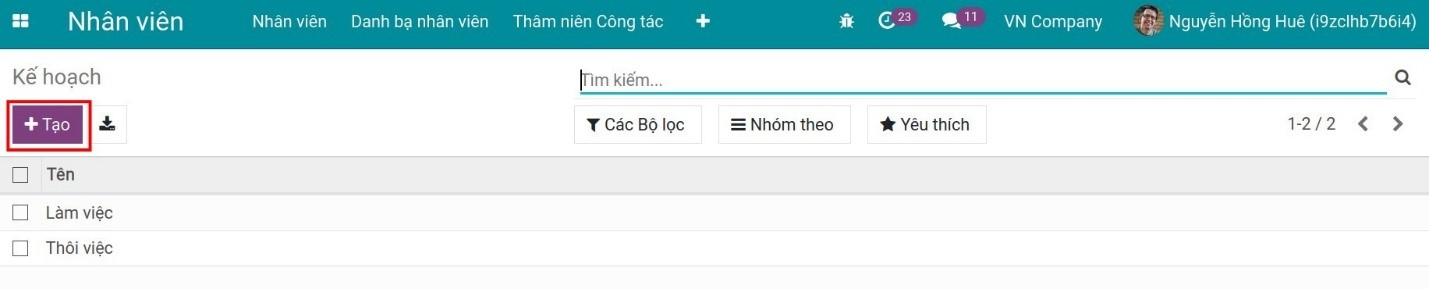 Nhân viên Nhân viên Danh bạ nhân viên Thâm niên Công tác 23 11 VN Company Nguyễn Hồng Huê (i9zclhb7b6i4)
Kế hoạch Tìm kiếm...
Tạo Các Bộ lọc Nhóm theo Yêu thích 1-2 / 2
Tên
Làm việc
Thôi việc